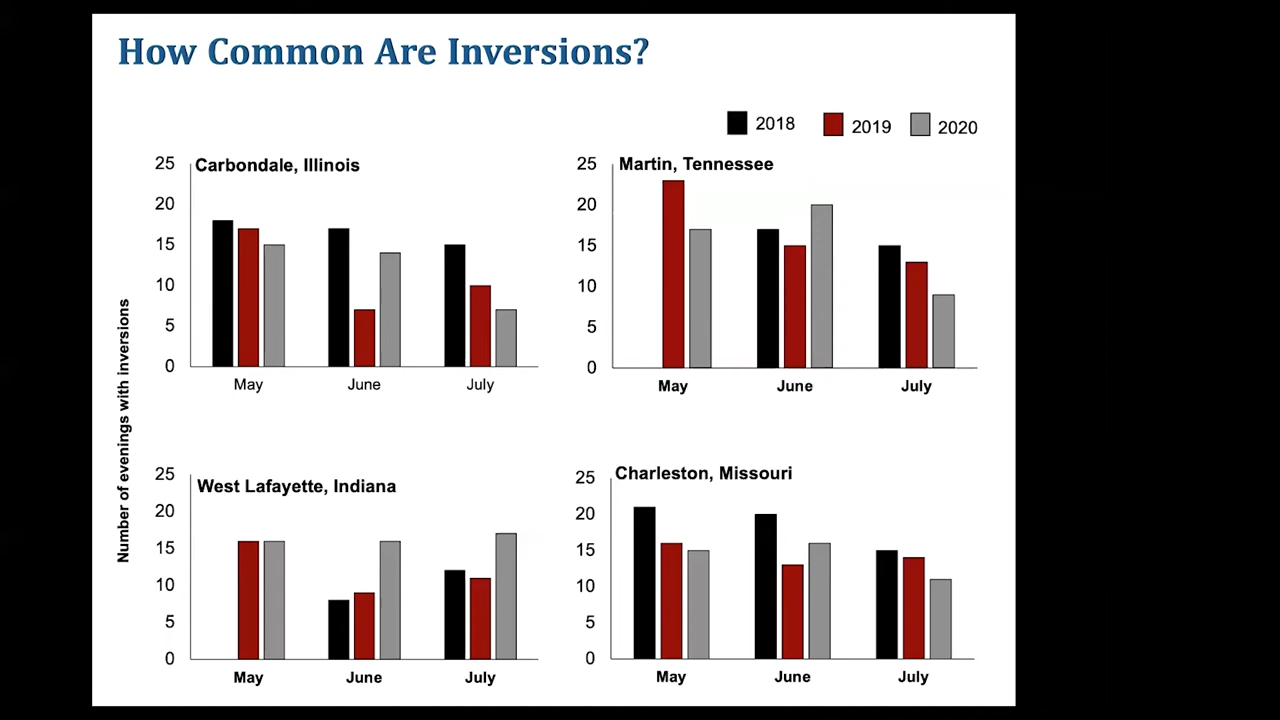 How Common Are Inversions?
2018 2019 2020
Number of evenings with inversions
Carbondale, Illinois
25
20
15
10
5
0
May June July
Martin, Tennessee
25
20
15
10
5
0
May June July
West Lafayette, Indiana
25
20
15
10
5
0
May June July
Charleston, Missouri
25
20
15
10
5
0
May June July